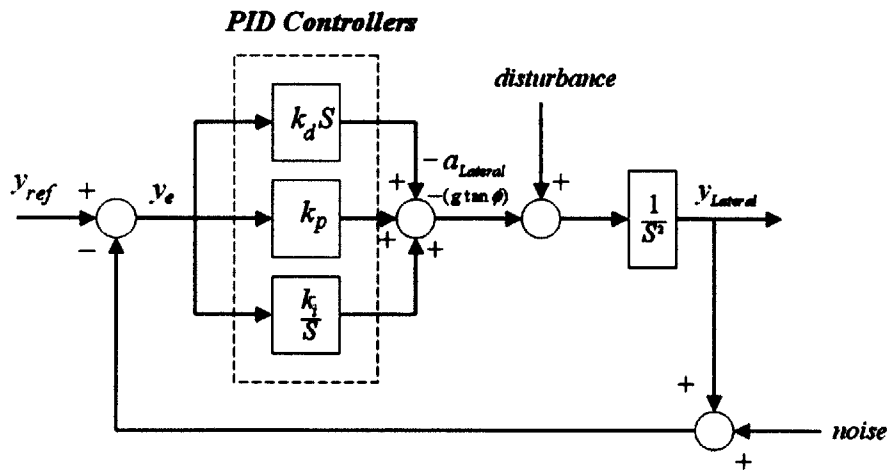 PID Controllers
disturbance
k_d S
- a_Lateral
y_ref
+
y_e
+
-(g tan ϕ)
+
y_Lateral
k_p
1/S²
-
+
+
k_i/S
+
noise
+